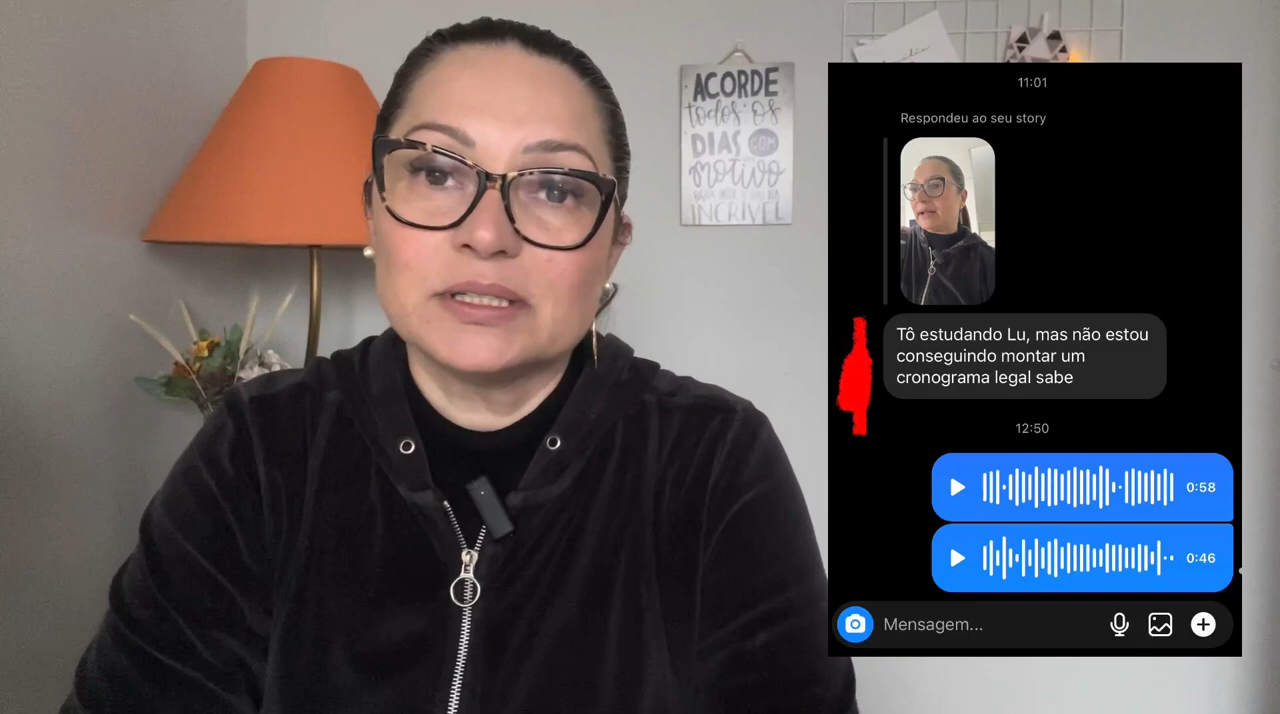 ACORDE
todos os
DIAS COM
motivo
INCRÍVEL
11:01
Respondeu ao seu story
Tô estudando Lu, mas não estou
conseguindo montar um
cronograma legal sabe
12:50
0:58
0:46
Mensagem...